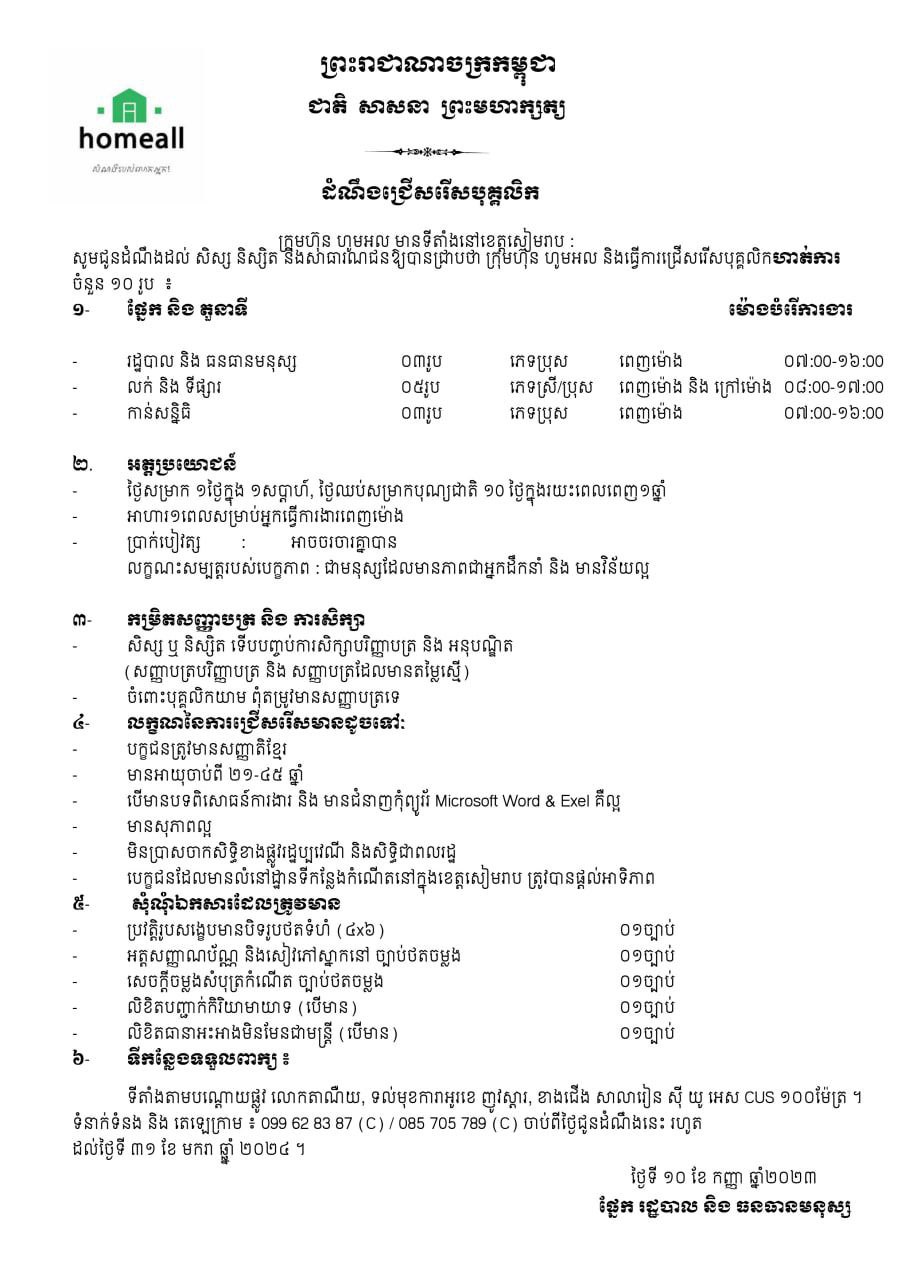 ព្រះរាជាណាចក្រកម្ពុជា
ជាតិ សាសនា ព្រះមហាក្សត្យ
homeall
សំណង់របស់ពាកអ្នក!
ដំណឹងជ្រើសរើសបុគ្គលិក
ក្រុមហ៊ុន ហូមអល មានទីតាំងនៅខេត្តសៀមរាប :
សូមជូនដំណឹងដល់ សិស្ស និស្សិត និងសាធារណជនឱ្យបានជ្រាបថា ក្រុមហ៊ុន ហូមអល និងធ្វើការជ្រើសរើសបុគ្គលិកហាត់ការ
ចំនួន ១០ រូប ៖
១- ផ្នែក និង តួនាទី ម៉ោងបំរើការងារ
- រដ្ឋបាល និង ធនធានមនុស្ស ០៣រូប ភេទប្រុស ពេញម៉ោង ០៧:00-១៦:00
- លក់ និង ទីផ្សារ ០៥រូប ភេទស្រី/ប្រុស ពេញម៉ោង និង ក្រៅម៉ោង ០៨:00-១៧:00
- កាន់សន្និធិ ០៣រូប ភេទប្រុស ពេញម៉ោង ០៧:00-១៦:00
២. អត្ថប្រយោជន៍
- ថ្ងៃសម្រាក ១ថ្ងៃក្នុង ១សប្តាហ៍, ថ្ងៃឈប់សម្រាកបុណ្យជាតិ ១០ ថ្ងៃក្នុងរយះពេលពេញ១ឆ្នាំ
- អាហារ១ពេលសម្រាប់អ្នកធ្វើការងារពេញម៉ោង
- ប្រាក់បៀវត្ស : អាចចរចារគ្នាបាន
លក្ខណះសម្បត្តរបស់បេក្ខភាព : ជាមនុស្សដែលមានភាពជាអ្នកដឹកនាំ និង មានវិន័យល្អ
៣- កម្រិតសញ្ញាបត្រ និង ការសិក្សា
- សិស្ស ឬ និស្សិត ទើបបញ្ចប់ការសិក្សាបរិញ្ញាបត្រ និង អនុបណ្ឌិត
(សញ្ញាបត្របរិញ្ញាបត្រ និង សញ្ញាបត្រដែលមានតម្លៃស្មើ)
- ចំពោះបុគ្គលិកយាម ពុំតម្រូវមានសញ្ញាបត្រទេ
៤- លក្ខណនៃការជ្រើសរើសមានដូចទៅ:
- បក្ខជនត្រូវមានសញ្ញាតិខ្មែរ
- មានអាយុចាប់ពី ២១-៤៥ ឆ្នាំ
- បើមានបទពិសោធន៍ការងារ និង មានជំនាញកុំព្យូរ័រ Microsoft Word & Exel គឺល្អ
- មានសុភាពល្អ
- មិនប្រាសចាកសិទ្ធិខាងផ្លូវរដ្ឋប្បវេណី និងសិទ្ធិជាពលរដ្ឋ
- បេក្ខជនដែលមានលំនៅដ្ឋានទីកន្លែងកំណើតនៅក្នុងខេត្តសៀមរាប ត្រូវបានផ្តល់អាទិភាព
៥- សុំណុំឯកសារដែលត្រូវមាន
- ប្រវត្តិរូបសង្ខេបមានបិទរូបថតទំហំ (៤x៦) ០១ច្បាប់
- អត្តសញ្ញាណប័ណ្ណ និងសៀវភៅស្នាកនៅ ច្បាប់ថតចម្លង ០១ច្បាប់
- សេចក្តីចម្លងសំបុត្រកំណើត ច្បាប់ថតចម្លង ០១ច្បាប់
- លិខិតបញ្ជាក់កិរិយាមាយាទ (បើមាន) ០១ច្បាប់
- លិខិតធានាអះអាងមិនមែនជាមន្ត្រី (បើមាន) ០១ច្បាប់
៦- ទីកន្លែងទទួលពាក្យ ៖
ទីតាំងតាមបណ្តោយផ្លូវ លោកតាណឺយ, ទល់មុខការអូរខេ ញូវស្តារ, ខាងជើង សាលារៀន ស៊ី យូ អេស CUS ១០០ម៉ែត្រ ។
ទំនាក់ទំនង និង តេឡេក្រាម ៖ 099 62 83 87 (C) / 085 705 789 (C) ចាប់ពីថ្ងៃជូនដំណឹងនេះ រហូត
ដល់ថ្ងៃទី ៣១ ខែ មករា ឆ្នាំ ២០២៤ ។
ថ្ងៃទី ១០ ខែ កញ្ញា ឆ្នាំ២០២៣
ផ្នែក រដ្ឋបាល និង ធនធានមនុស្ស